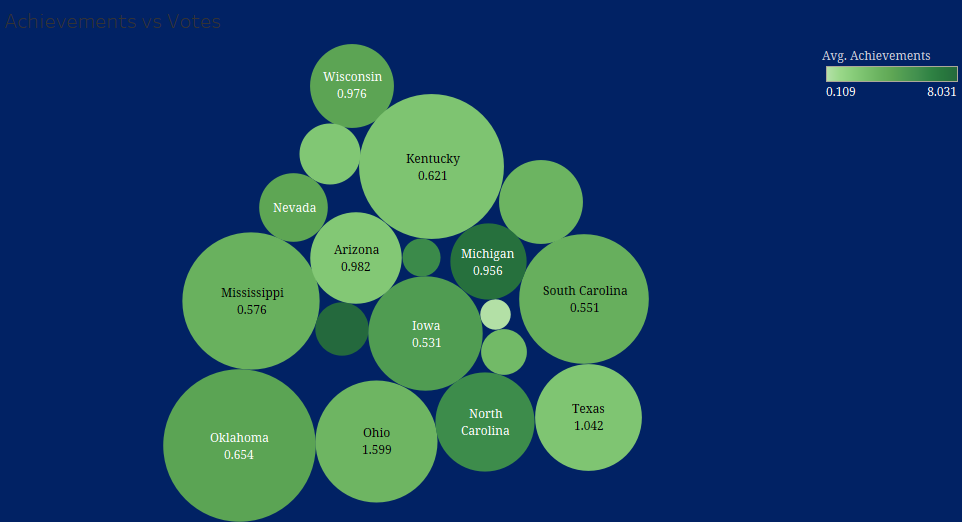 Achievements vs Votes
Avg. Achievements
0.109 8.031
Wisconsin
0.976
Kentucky
0.621
Nevada
Arizona
0.982
Michigan
0.956
Mississippi
0.576
South Carolina
0.551
Iowa
0.531
North
Carolina
Texas
1.042
Ohio
1.599
Oklahoma
0.654